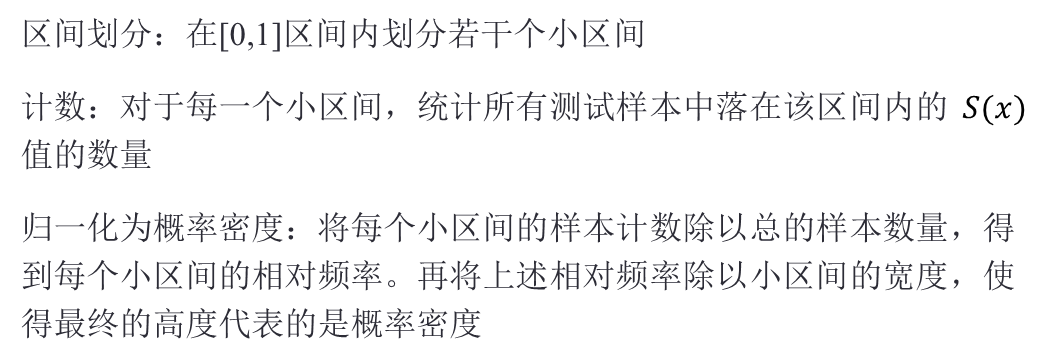 区间划分：在[0,1]区间内划分若干个小区间
计数：对于每一个小区间，统计所有测试样本中落在该区间内的 S(x)
值的数量
归一化为概率密度：将每个小区间的样本计数除以总的样本数量，得
到每个小区间的相对频率。再将上述相对频率除以小区间的宽度，使
得最终的高度代表的是概率密度